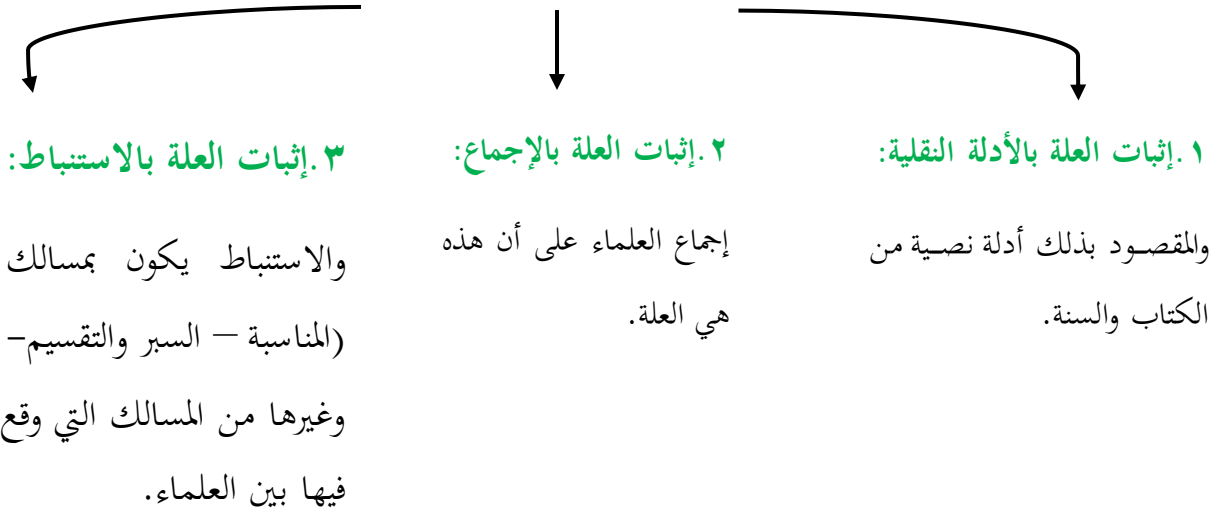 ١.إثبات العلة بالأدلة النقلية:
والمقصود بذلك أدلة نصية من
الكتاب والسنة.
٢.إثبات العلة بالإجماع:
إجماع العلماء على أن هذه
هي العلة.
٣.إثبات العلة بالاستنباط:
والاستنباط يكون بمسالك
(المناسبة – السبر والتقسيم-
وغيرها من المسالك التي وقع
فيها بين العلماء.